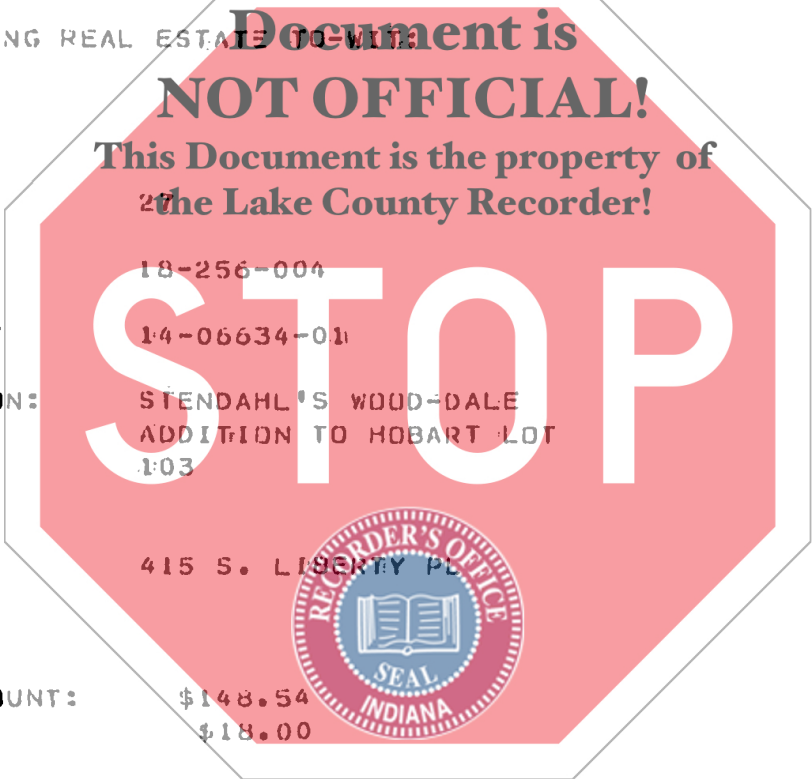 Document is
NG REAL ESTATE TO-WIT:
NOT OFFICIAL!
This Document is the property of
the Lake County Recorder!
27
18-256-004
STOP
14-06634-01
N: STENDAHL'S WOOD-DALE
ADDITION TO HOBART LOT
103
415 S. LIBERTY PL
RECORDER'S OFFICE
SEAL
INDIANA
OUNT: $148.54
$18.00